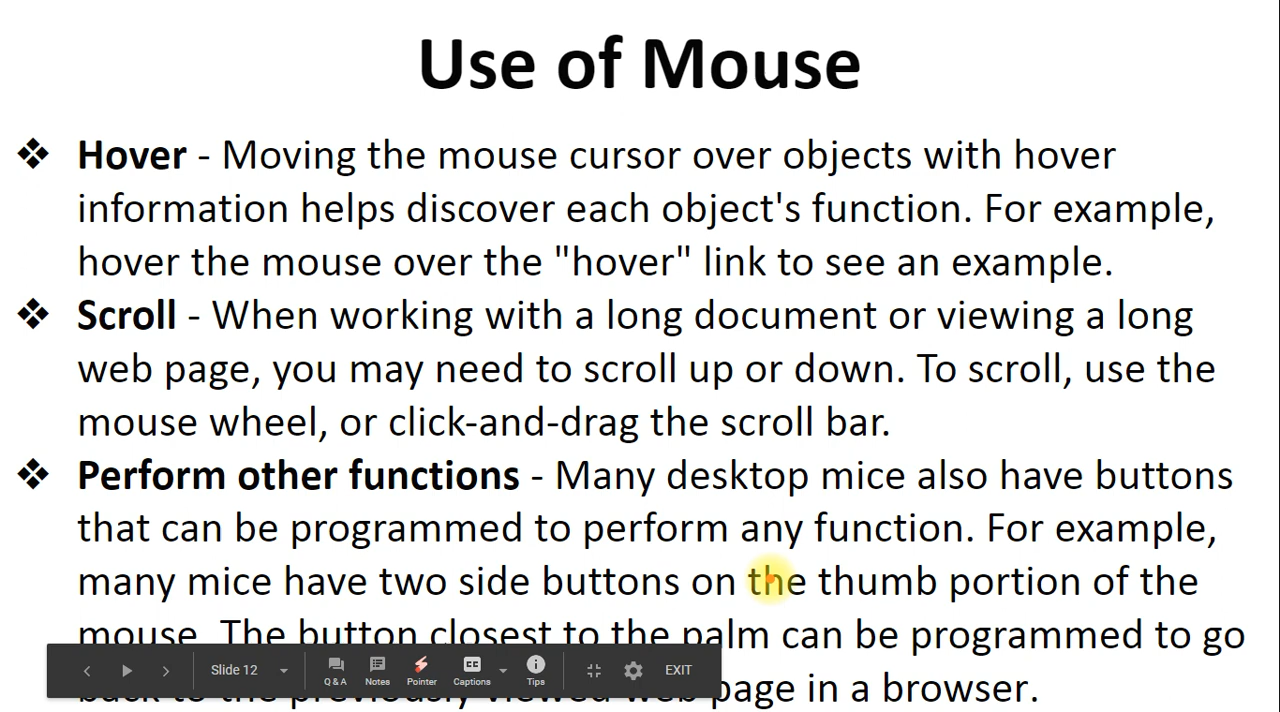 Use of Mouse
❖ Hover - Moving the mouse cursor over objects with hover
information helps discover each object's function. For example,
hover the mouse over the "hover" link to see an example.
❖ Scroll - When working with a long document or viewing a long
web page, you may need to scroll up or down. To scroll, use the
mouse wheel, or click-and-drag the scroll bar.
❖ Perform other functions - Many desktop mice also have buttons
that can be programmed to perform any function. For example,
many mice have two side buttons on the thumb portion of the
mouse. The button closest to the palm can be programmed to go
back to the previously viewed web page in a browser.
Slide 12
Q & A
Notes
Pointer
CC
Captions
Tips
EXIT